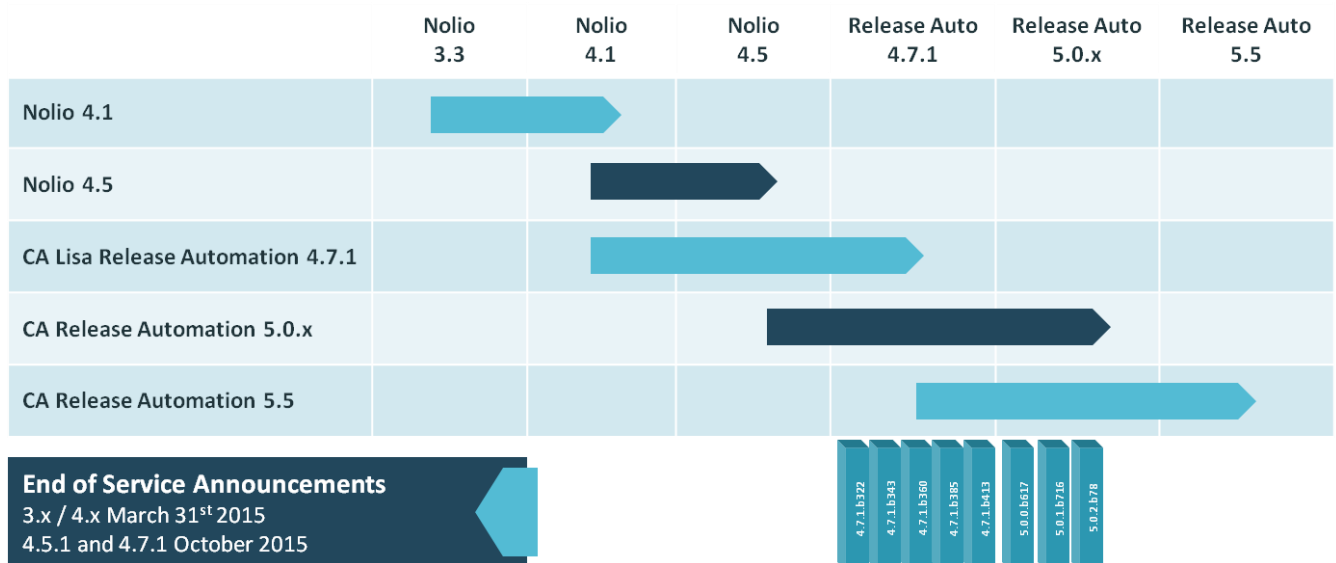 Nolio Nolio Nolio Release Auto Release Auto Release Auto
3.3 4.1 4.5 4.7.1 5.0.x 5.5
Nolio 4.1
Nolio 4.5
CA Lisa Release Automation 4.7.1
CA Release Automation 5.0.x
CA Release Automation 5.5
End of Service Announcements
3.x / 4.x March 31st 2015
4.5.1 and 4.7.1 October 2015
4.7.1.b322
4.7.1.b343
4.7.1.b360
4.7.1.b385
4.7.1.b413
5.0.0.b617
5.0.1.b716
5.0.2.b78